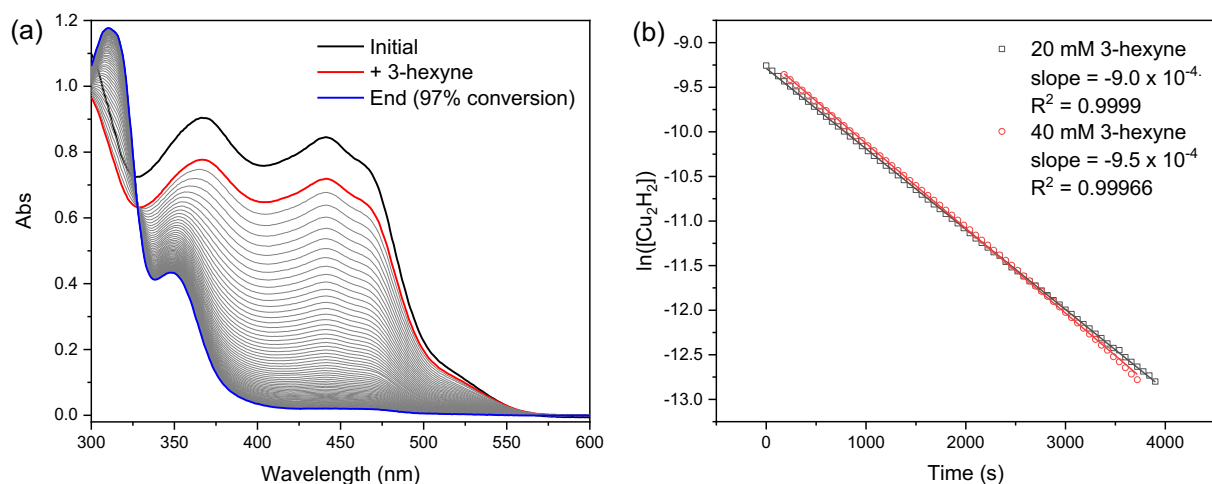 (a)
Initial
+ 3-hexyne
End (97% conversion)
1.2
1.0
0.8
0.6
0.4
0.2
0.0
Abs
300
350
400
450
500
550
600
Wavelength (nm)
(b)
20 mM 3-hexyne
slope = -9.0 x 10⁻⁴·
R² = 0.9999
40 mM 3-hexyne
slope = -9.5 x 10⁻⁴
R² = 0.99966
-9.0
-9.5
-10.0
-10.5
-11.0
-11.5
-12.0
-12.5
-13.0
ln([Cu₂H₂])
0
1000
2000
3000
4000
Time (s)